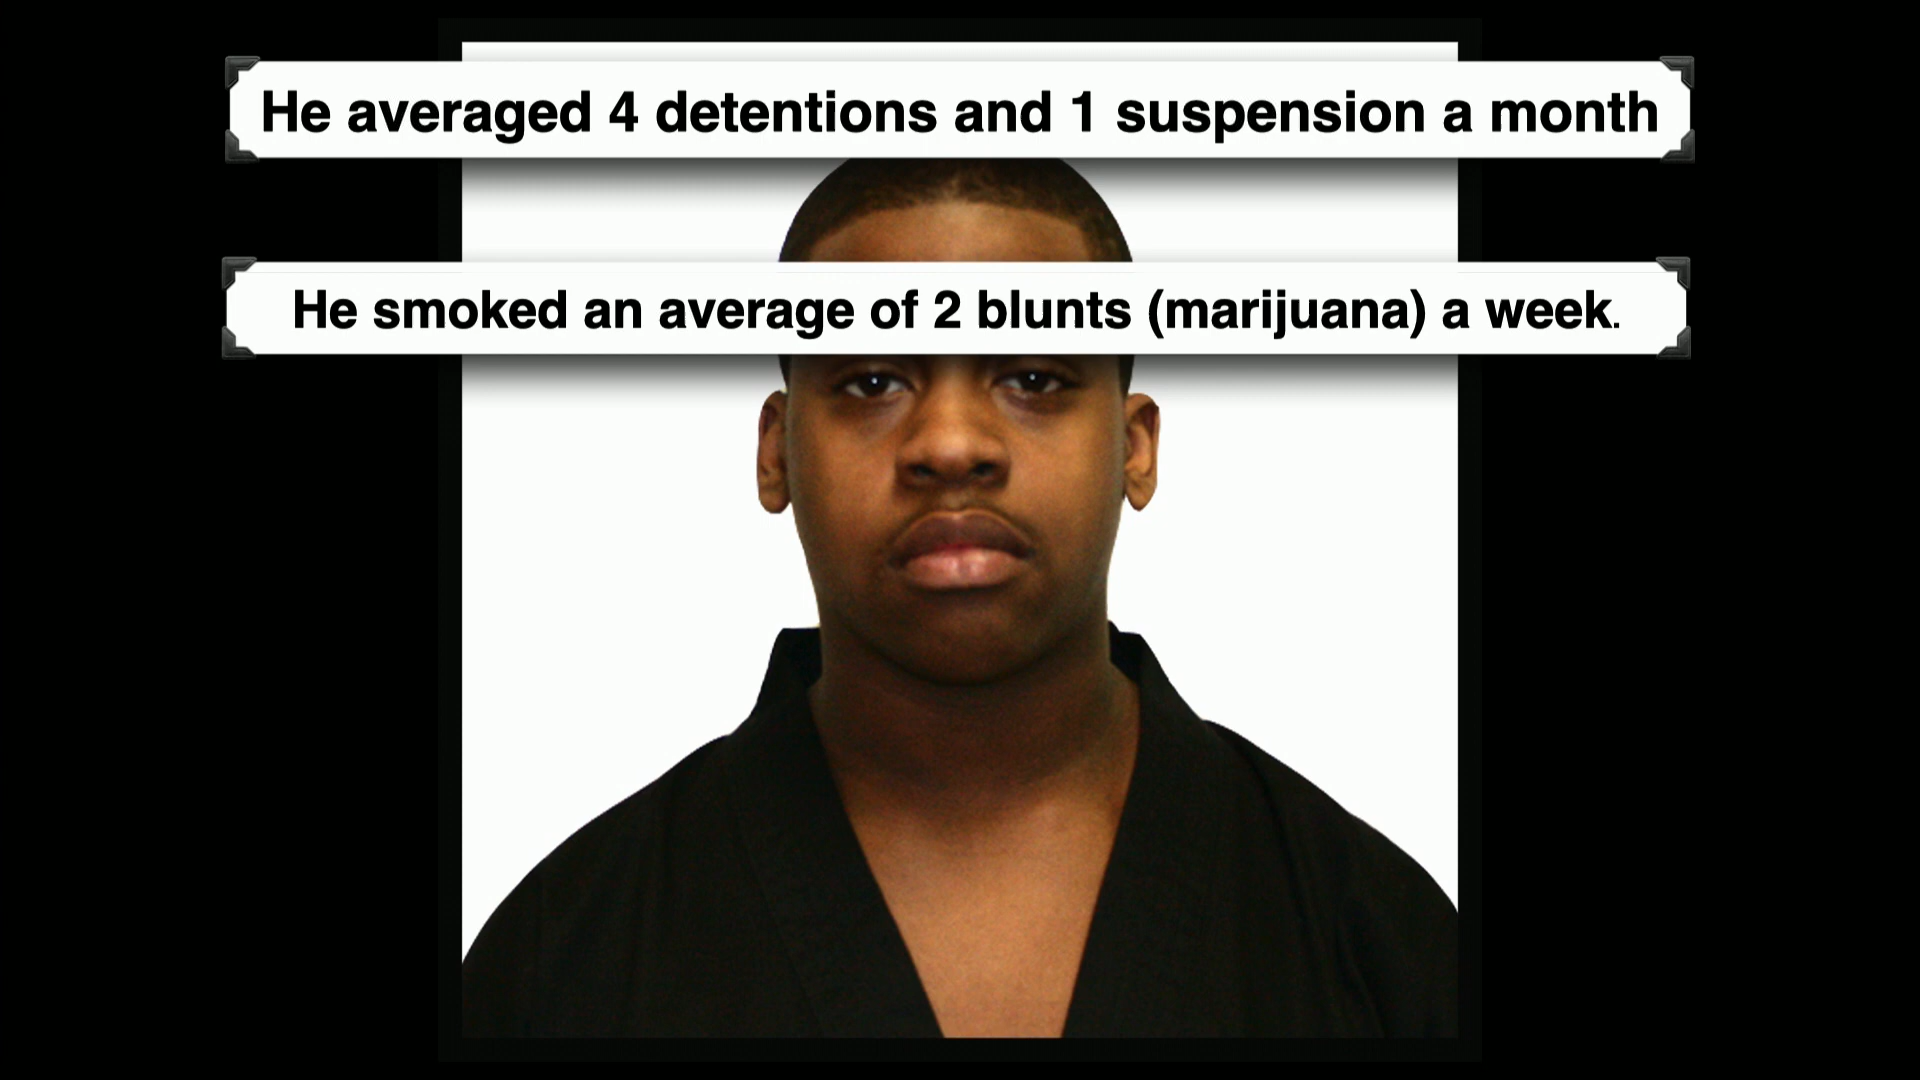 He averaged 4 detentions and 1 suspension a month
He smoked an average of 2 blunts (marijuana) a week.